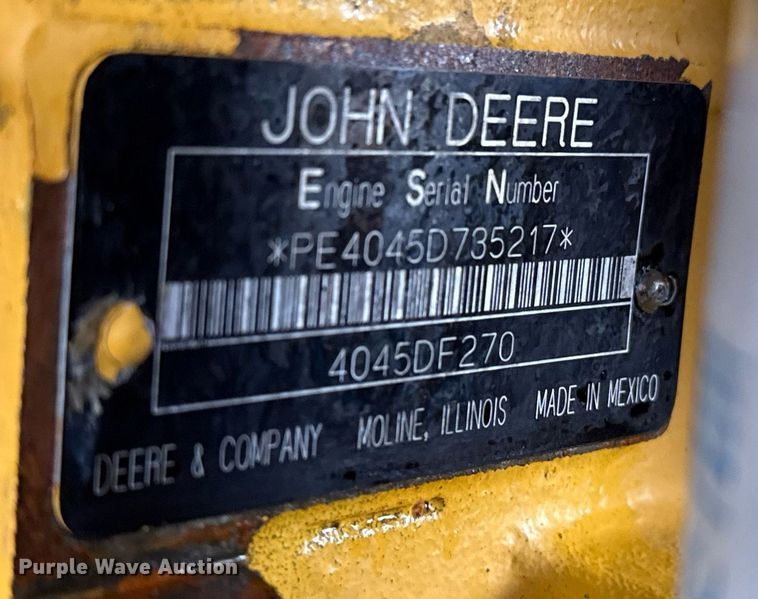 JOHN DEERE
Engine Serial Number
*PE4045D735217*
4045DF270
DEERE & COMPANY MOLINE, ILLINOIS MADE IN MEXICO
Purple Wave Auction